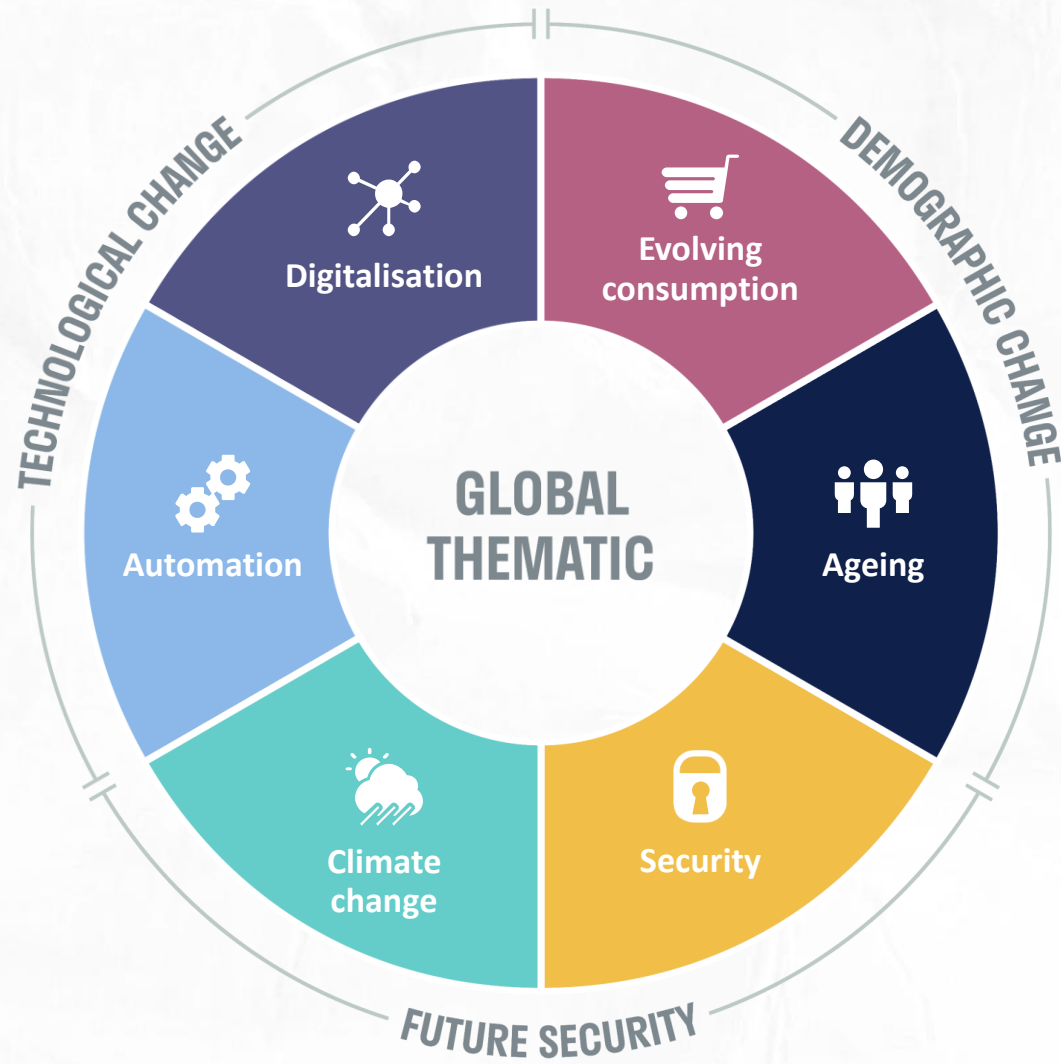 TECHNOLOGICAL CHANGE
DEMOGRAPHIC CHANGE
Digitalisation
Evolving
consumption
GLOBAL
THEMATIC
Automation
Ageing
Climate
change
Security
FUTURE SECURITY